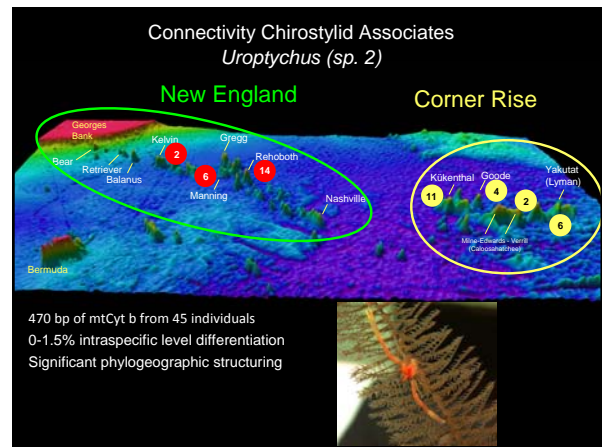 Connectivity Chirostylid Associates
Uroptychus (sp. 2)
New England
Corner Rise
Georges
Bank
Bear
Retriever
Balanus
Kelvin
2
6
Manning
Gregg
Rehoboth
14
Nashville
Bermuda
11
Kükenthal
Goode
4
2
Yakutat
(Lyman)
6
Milne-Edwards - Verrill
(Caloosahatchee)
470 bp of mtCyt b from 45 individuals
0-1.5% intraspecific level differentiation
Significant phylogeographic structuring